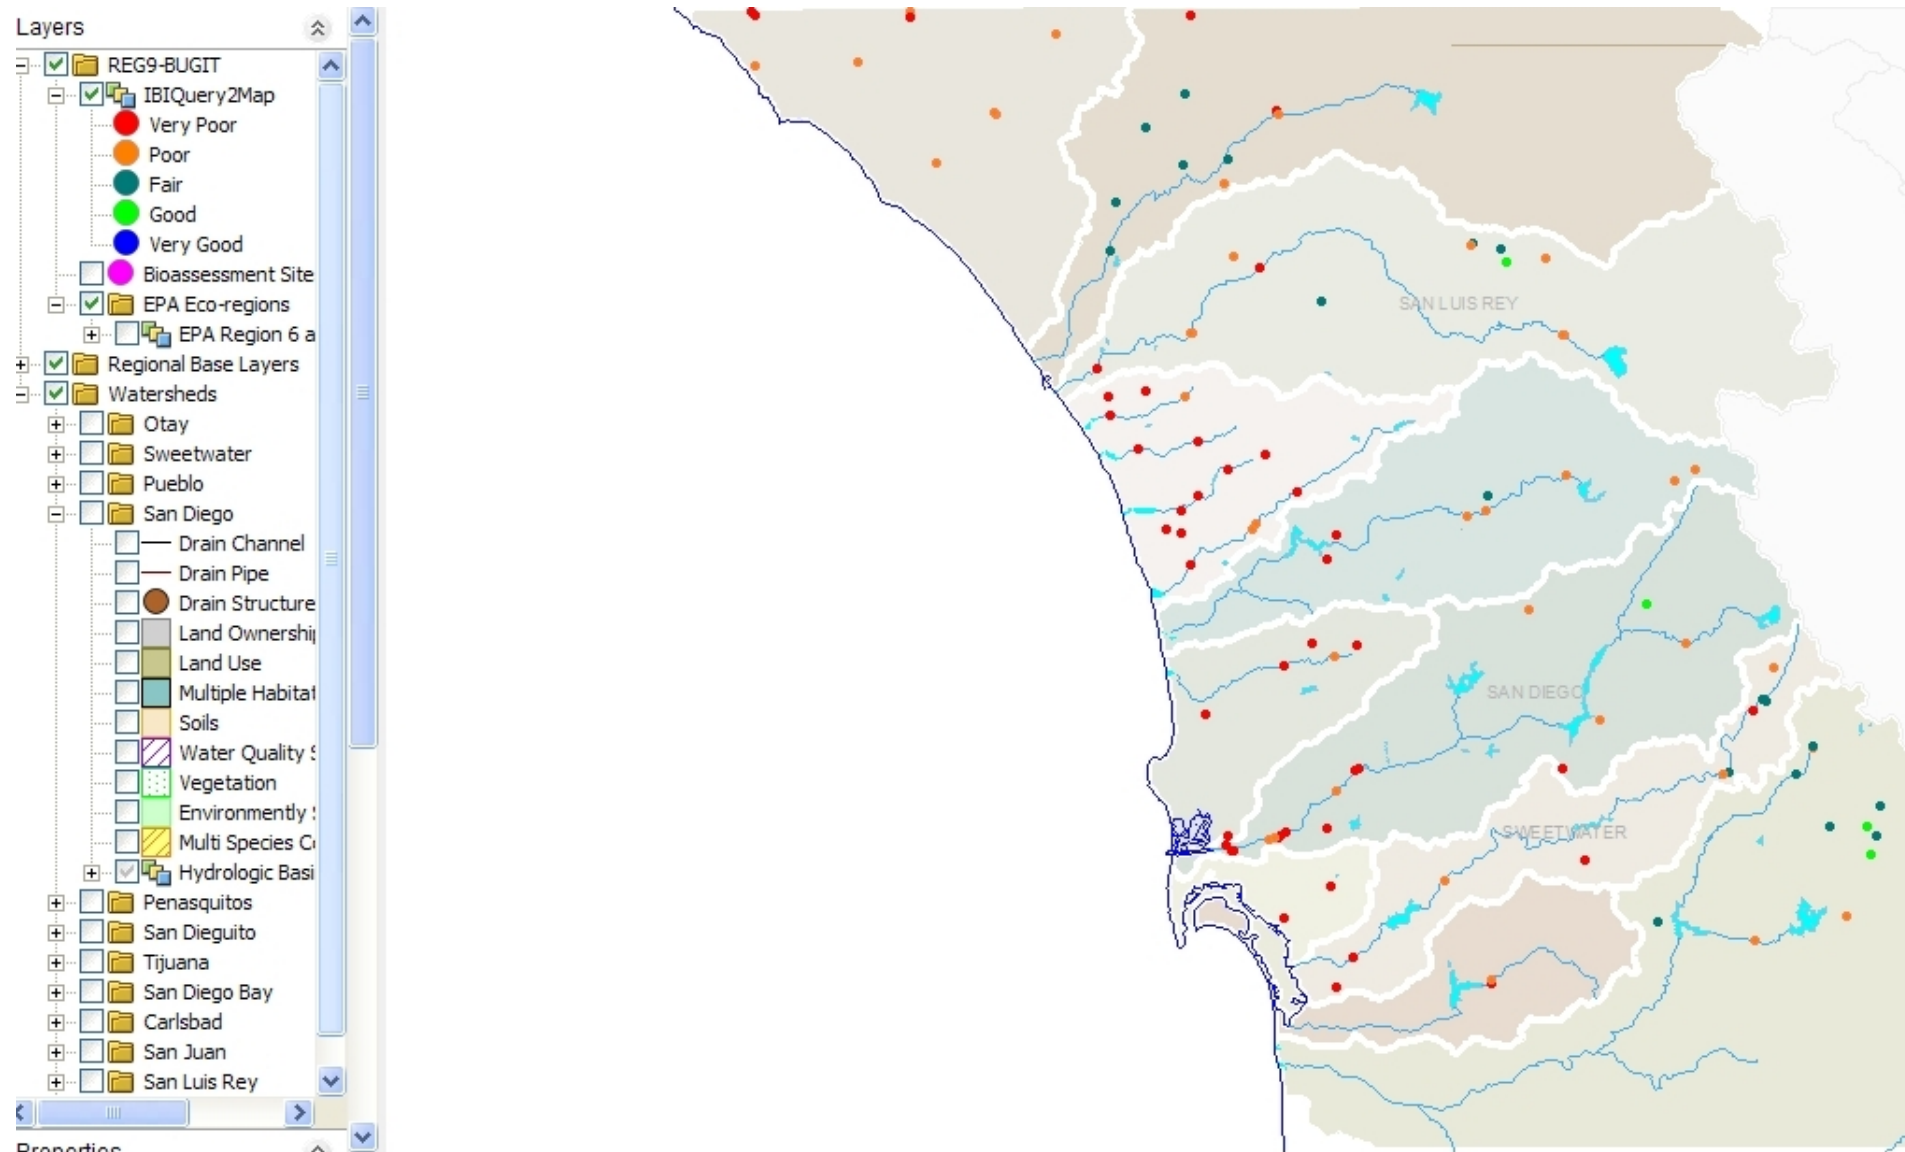 Layers
REG9-BUGIT
IBIQuery2Map
Very Poor
Poor
Fair
Good
Very Good
Bioassessment Site
EPA Eco-regions
EPA Region 6 a
Regional Base Layers
Watersheds
Otay
Sweetwater
Pueblo
San Diego
Drain Channel
Drain Pipe
Drain Structure
Land Ownership
Land Use
Multiple Habitat
Soils
Water Quality S
Vegetation
Environmently S
Multi Species Co
Hydrologic Basi
Penasquitos
San Dieguito
Tijuana
San Diego Bay
Carlsbad
San Juan
San Luis Rey
Properties
SAN LUIS REY
SAN DIEGO
SWEETWATER